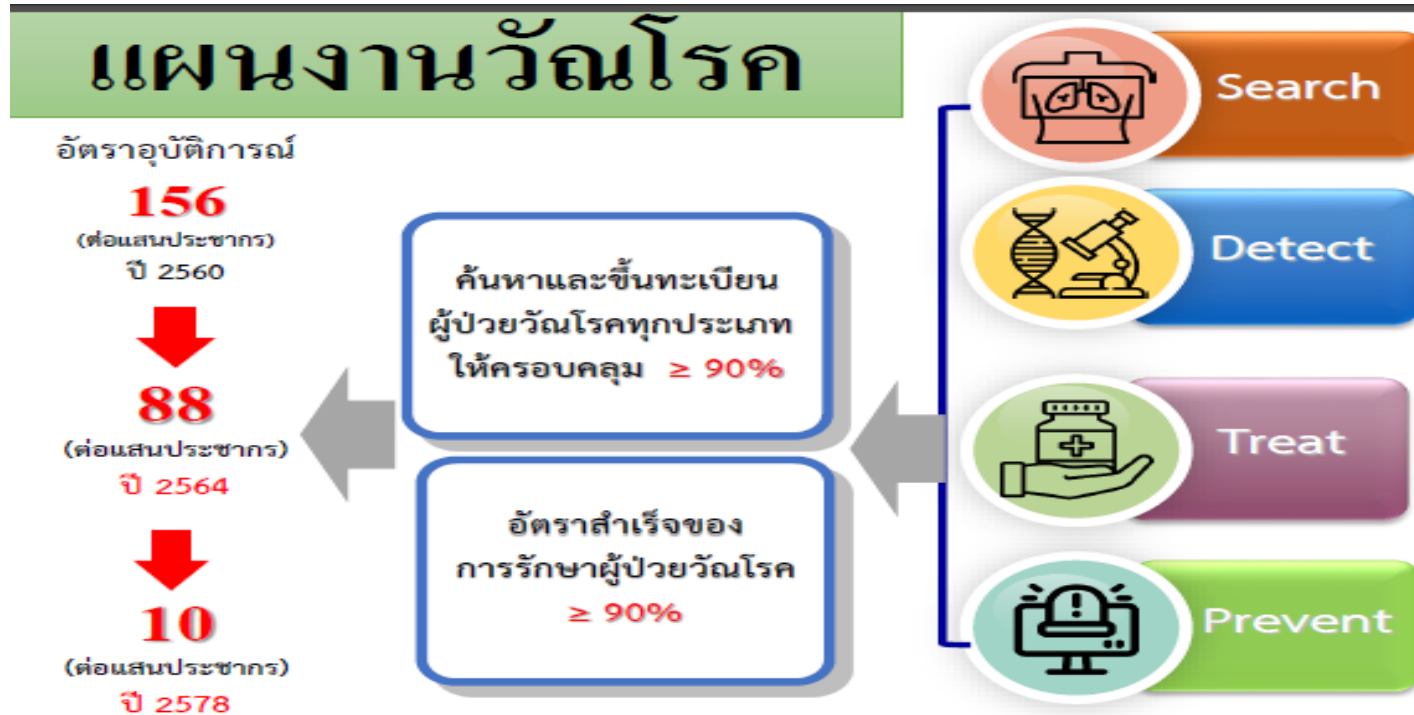 แผนงานวัณโรค
อัตราอุบัติการณ์
156
(ต่อแสนประชากร)
ปี 2560
88
(ต่อแสนประชากร)
ปี 2564
10
(ต่อแสนประชากร)
ปี 2578
ค้นหาและขึ้นทะเบียน
ผู้ป่วยวัณโรคทุกประเภท
ให้ครอบคลุม ≥ 90%
อัตราสำเร็จของ
การรักษาผู้ป่วยวัณโรค
≥ 90%
Search
Detect
Treat
Prevent